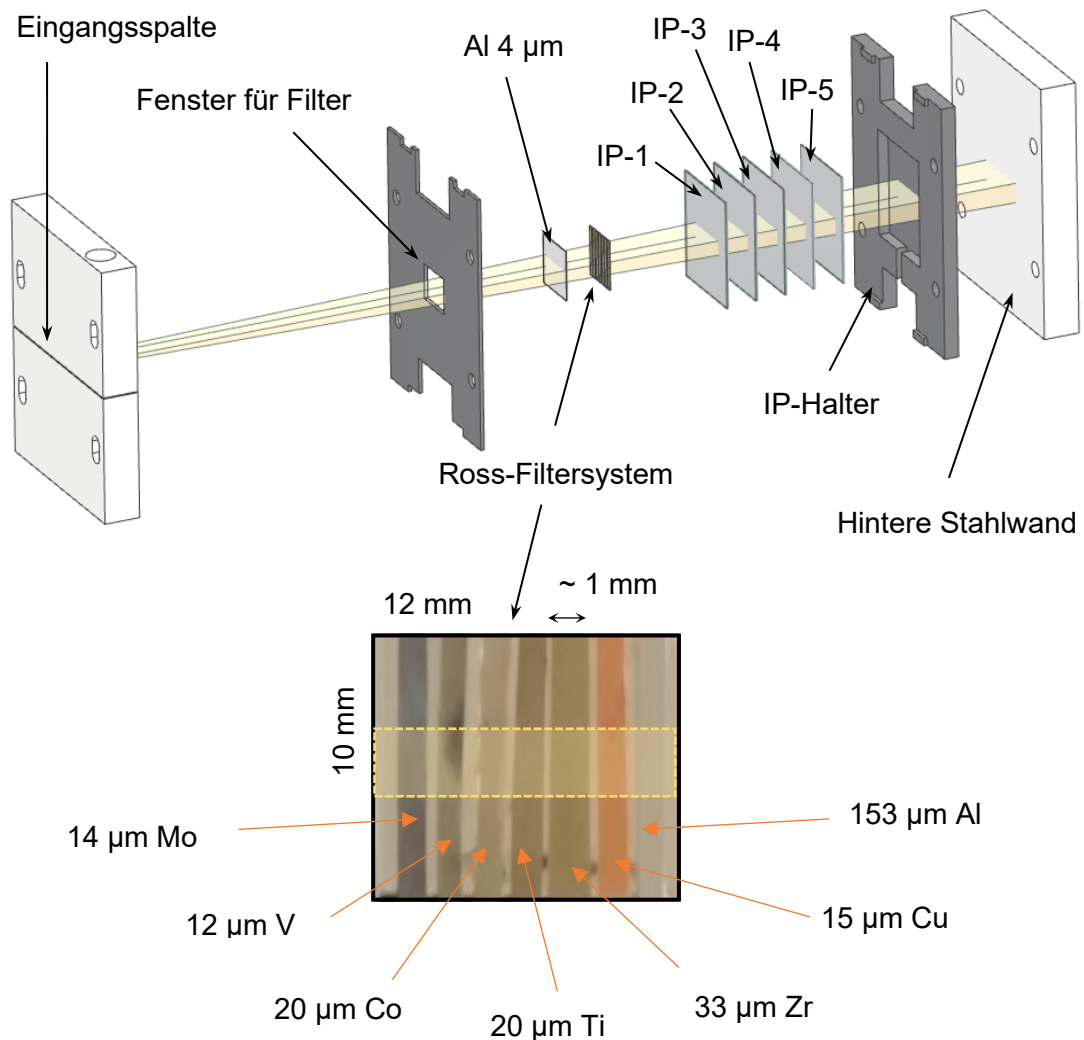 Eingangsspalte
Fenster für Filter
Al 4 µm
IP-1
IP-2
IP-3
IP-4
IP-5
IP-Halter
Hintere Stahlwand
Ross-Filtersystem
12 mm
~ 1 mm
10 mm
14 µm Mo
12 µm V
20 µm Co
20 µm Ti
33 µm Zr
15 µm Cu
153 µm Al